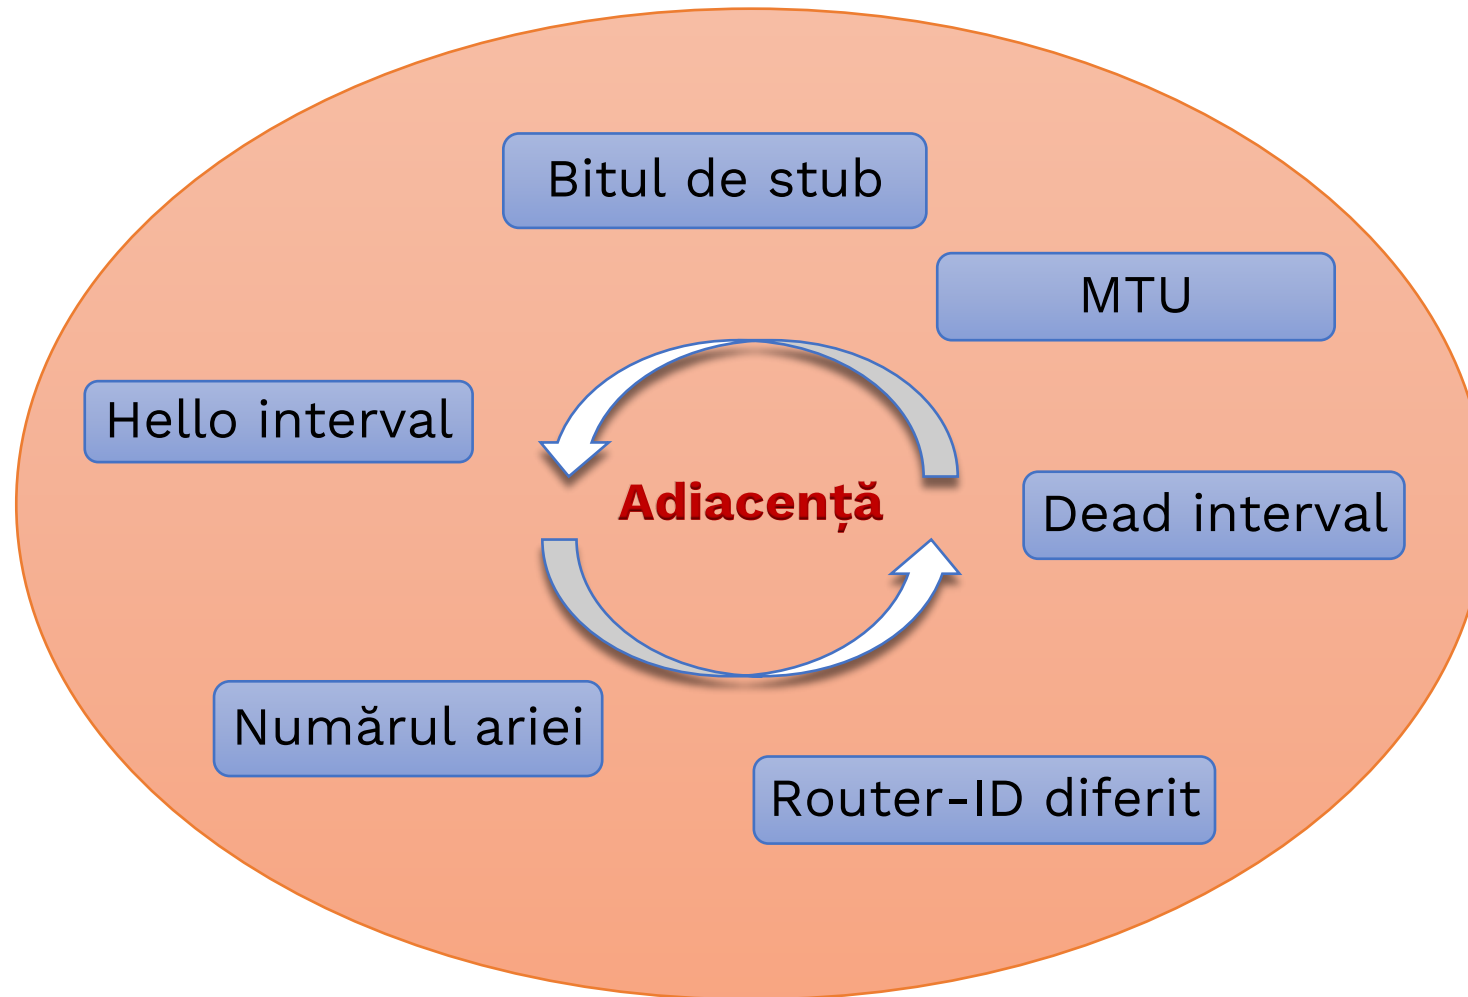 Bitul de stub
MTU
Hello interval
Adiacență
Dead interval
Numărul ariei
Router-ID diferit